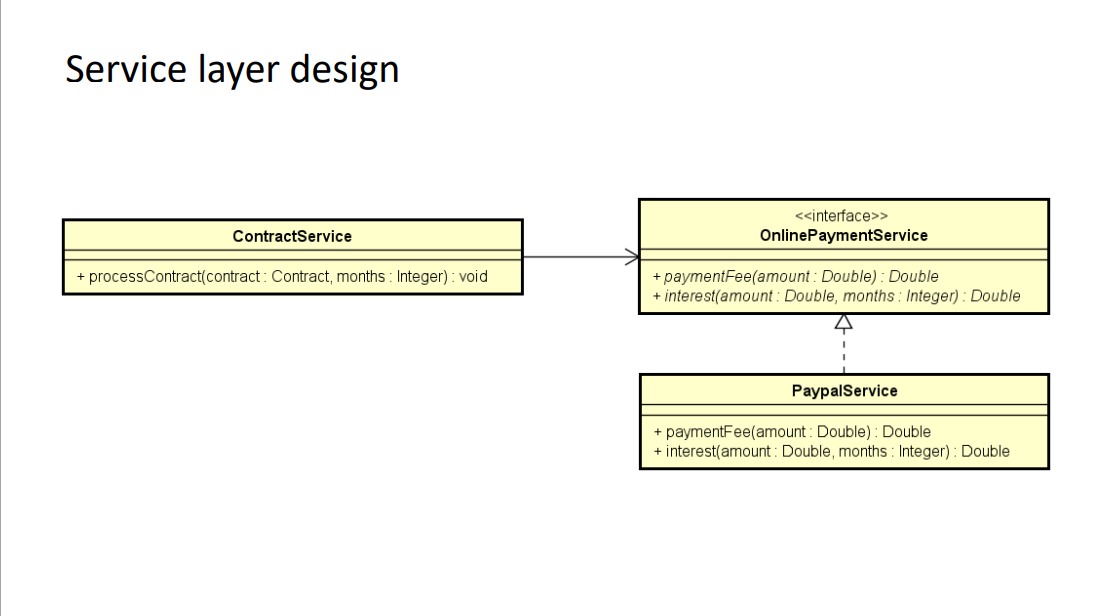 Service layer design
ContractService
+ processContract(contract : Contract, months : Integer) : void
<<interface>>
OnlinePaymentService
+ paymentFee(amount : Double) : Double
+ interest(amount : Double, months : Integer) : Double
PaypalService
+ paymentFee(amount : Double) : Double
+ interest(amount : Double, months : Integer) : Double